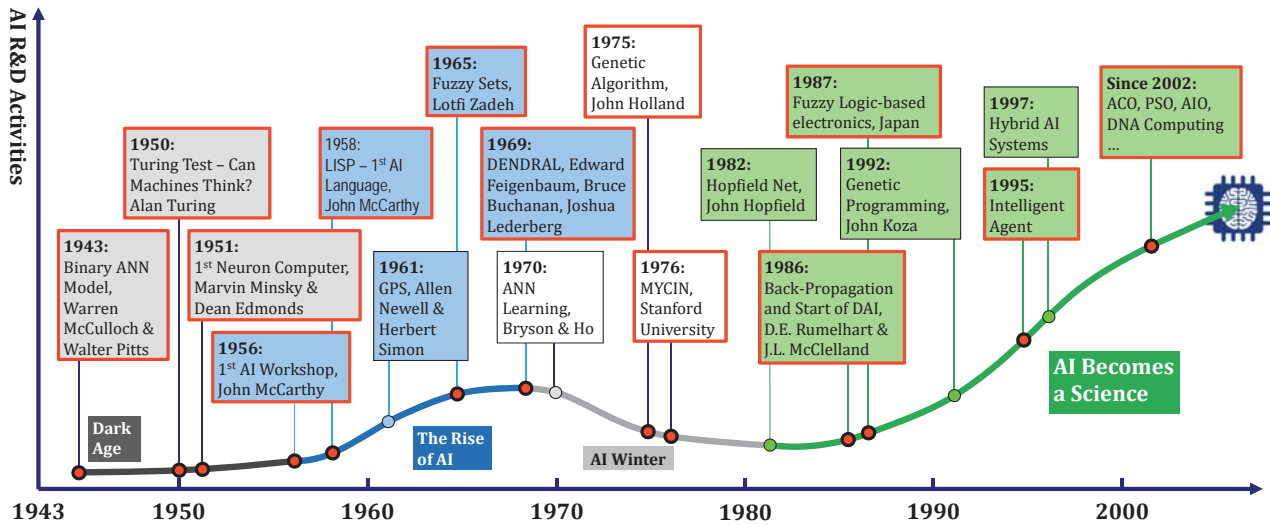 AI R&D Activities
1943:
Binary ANN
Model,
Warren
McCulloch &
Walter Pitts
1950:
Turing Test – Can
Machines Think?
Alan Turing
1951:
1st Neuron Computer,
Marvin Minsky &
Dean Edmonds
1956:
1st AI Workshop,
John McCarthy
1958:
LISP – 1st AI
Language,
John McCarthy
1961:
GPS, Allen
Newell &
Herbert
Simon
1965:
Fuzzy Sets,
Lotfi Zadeh
1969:
DENDRAL, Edward
Feigenbaum, Bruce
Buchanan, Joshua
Lederberg
1970:
ANN
Learning,
Bryson & Ho
1975:
Genetic
Algorithm,
John Holland
1976:
MYCIN,
Stanford
University
1982:
Hopfield Net,
John Hopfield
1986:
Back-Propagation
and Start of DAI,
D.E. Rumelhart &
J.L. McClelland
1987:
Fuzzy Logic-based
electronics, Japan
1992:
Genetic
Programming,
John Koza
1995:
Intelligent
Agent
1997:
Hybrid AI
Systems
Since 2002:
ACO, PSO, AIO,
DNA Computing
...
Dark
Age
The Rise
of AI
AI Winter
AI Becomes
a Science
1943
1950
1960
1970
1980
1990
2000